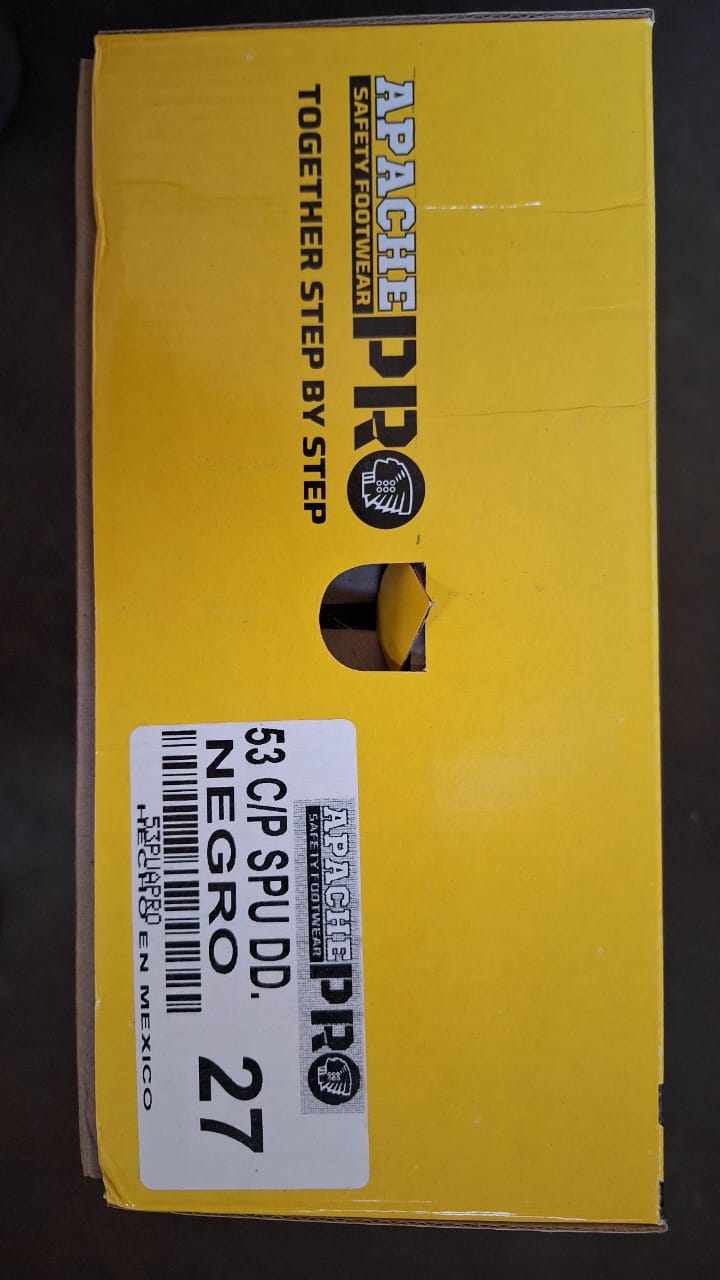 APACHE PRO
SAFETY FOOTWEAR
TOGETHER STEP BY STEP
APACHE PRO
SAFETY FOOTWEAR
53 C/P SPU DD.
NEGRO
27
HECHO EN MEXICO